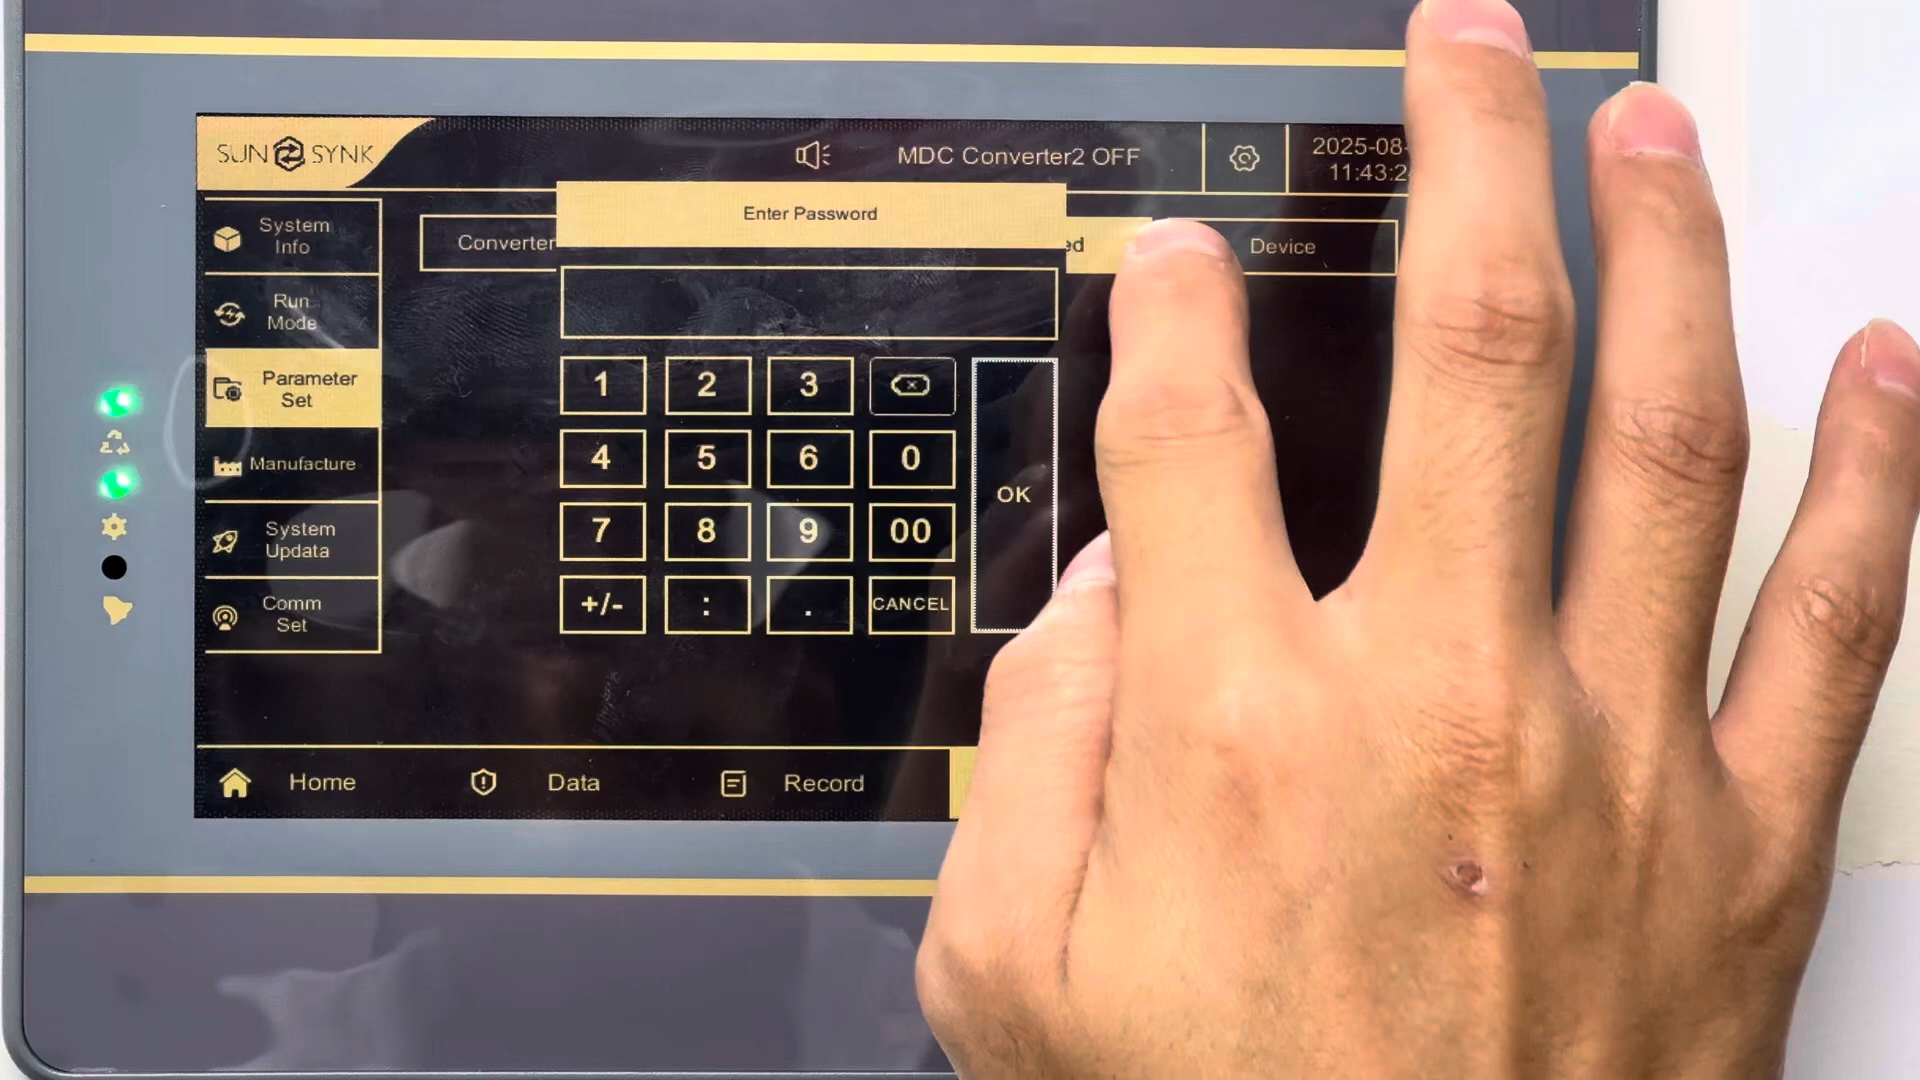 SUN SYNK
MDC Converter2 OFF
2025-08-
11:43:2
System
Info
Run
Mode
Parameter
Set
Manufacture
System
Updata
Comm
Set
Converter
Enter Password
ed
Device
1 2 3
4 5 6 0
7 8 9 00
+/- : . CANCEL
OK
Home
Data
Record